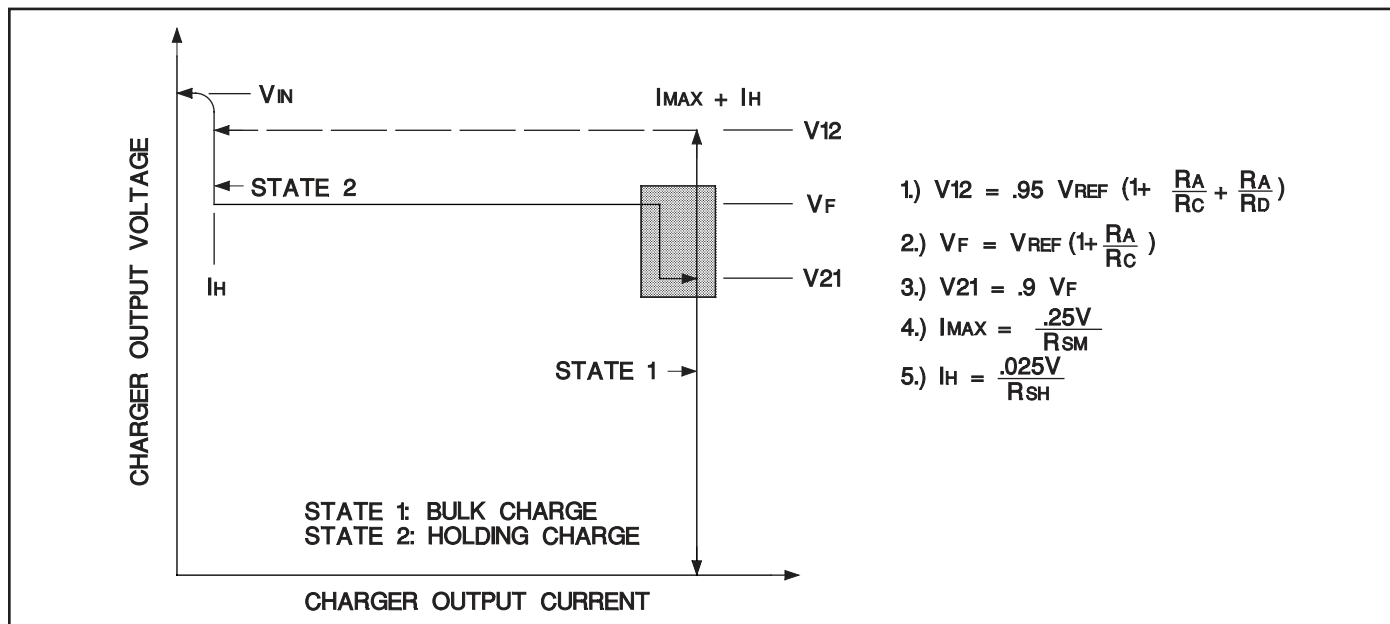 CHARGER OUTPUT VOLTAGE
VIN
IMAX + IH
V12
STATE 2
VF
IH
V21
STATE 1
STATE 1: BULK CHARGE
STATE 2: HOLDING CHARGE
CHARGER OUTPUT CURRENT
1.) V12 = .95 VREF (1+ RA/RC + RA/RD)
2.) VF = VREF (1+ RA/RC)
3.) V21 = .9 VF
4.) IMAX = .25V/RSM
5.) IH = .025V/RSH